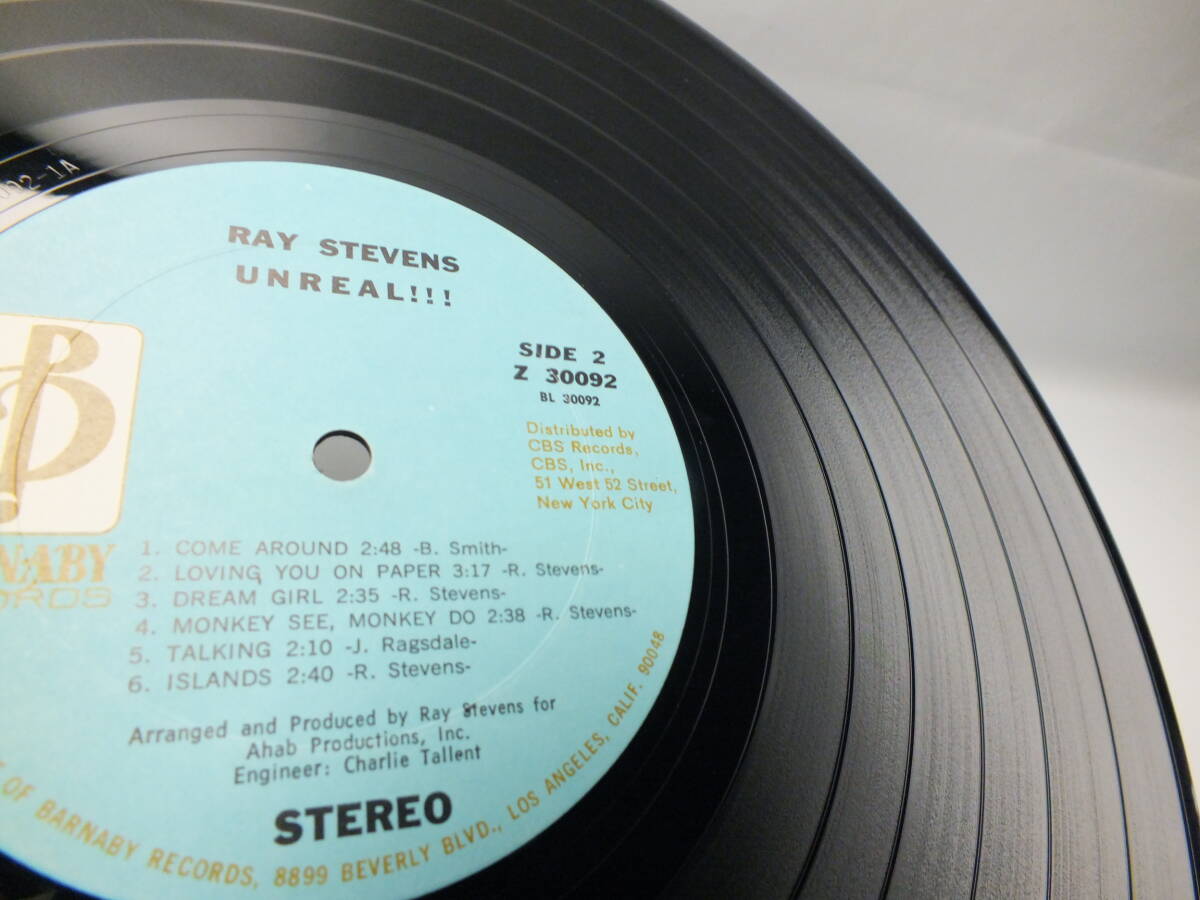 RAY STEVENS
UNREAL!!!
SIDE 2
Z 30092
BL 30092
Distributed by
CBS Records,
CBS, Inc.,
51 West 52 Street,
New York City
1. COME AROUND 2:48 -B. Smith-
2. LOVING YOU ON PAPER 3:17 -R. Stevens-
3. DREAM GIRL 2:35 -R. Stevens-
4. MONKEY SEE, MONKEY DO 2:38 -R. Stevens-
5. TALKING 2:10 -J. Ragsdale-
6. ISLANDS 2:40 -R. Stevens-
Arranged and Produced by Ray Stevens for
Ahab Productions, Inc.
Engineer: Charlie Tallent
STEREO
OF BARNABY RECORDS, 8899 BEVERLY BLVD., LOS ANGELES, CALIF. 90048